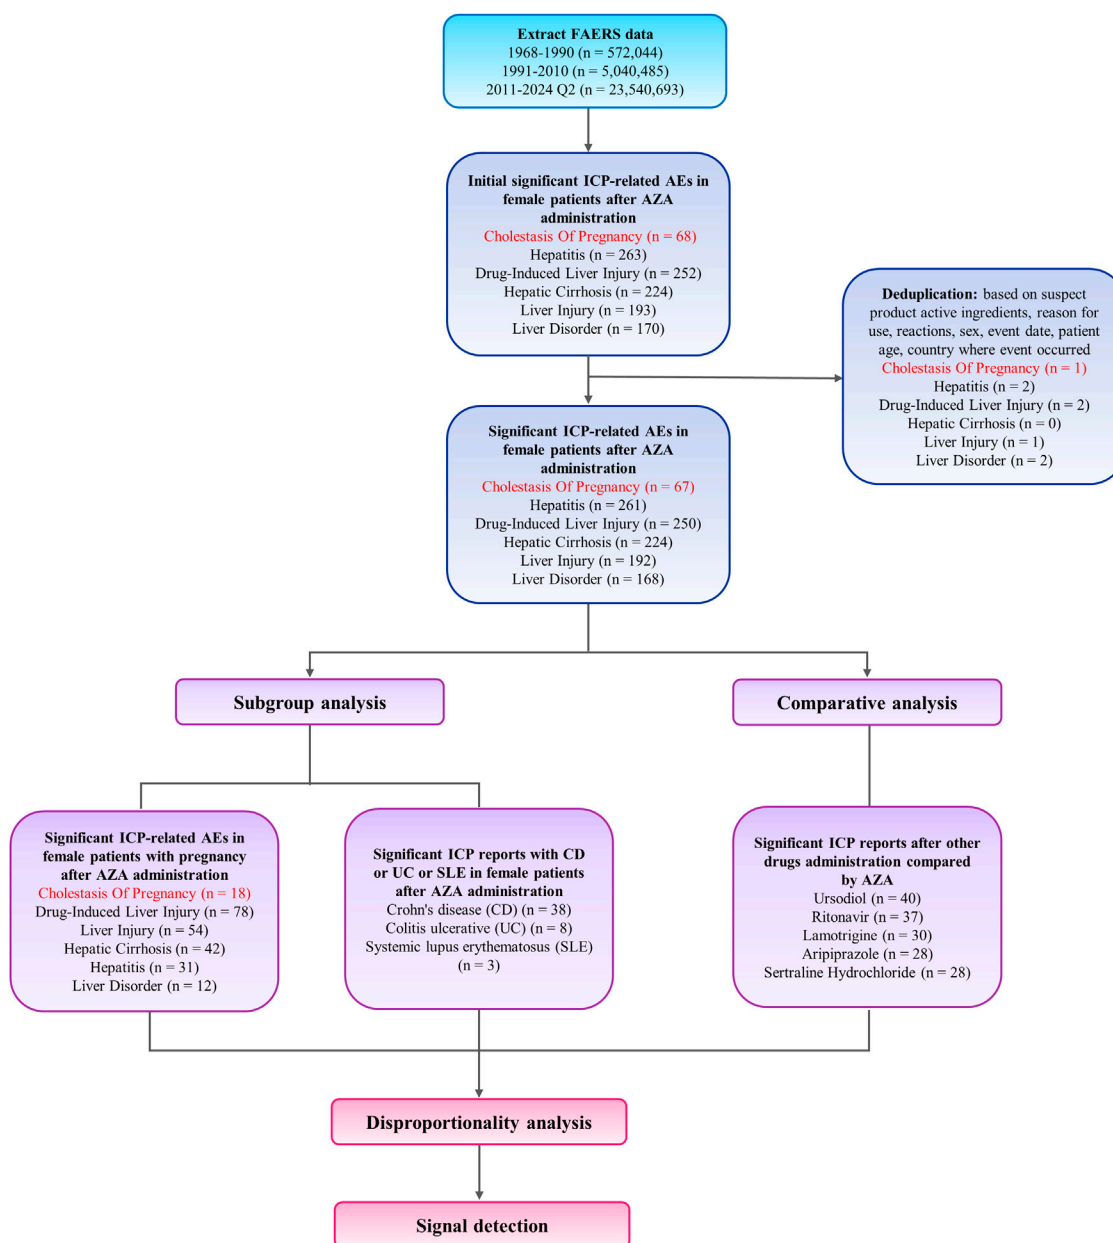 Extract FAERS data
1968-1990 (n = 572,044)
1991-2010 (n = 5,040,485)
2011-2024 Q2 (n = 23,540,693)
Initial significant ICP-related AEs in
female patients after AZA
administration
Cholestasis Of Pregnancy (n = 68)
Hepatitis (n = 263)
Drug-Induced Liver Injury (n = 252)
Hepatic Cirrhosis (n = 224)
Liver Injury (n = 193)
Liver Disorder (n = 170)
Deduplication: based on suspect
product active ingredients, reason for
use, reactions, sex, event date, patient
age, country where event occurred
Cholestasis Of Pregnancy (n = 1)
Hepatitis (n = 2)
Drug-Induced Liver Injury (n = 2)
Hepatic Cirrhosis (n = 0)
Liver Injury (n = 1)
Liver Disorder (n = 2)
Significant ICP-related AEs in
female patients after AZA
administration
Cholestasis Of Pregnancy (n = 67)
Hepatitis (n = 261)
Drug-Induced Liver Injury (n = 250)
Hepatic Cirrhosis (n = 224)
Liver Injury (n = 192)
Liver Disorder (n = 168)
Subgroup analysis
Comparative analysis
Significant ICP-related AEs in
female patients with pregnancy
after AZA administration
Cholestasis Of Pregnancy (n = 18)
Drug-Induced Liver Injury (n = 78)
Liver Injury (n = 54)
Hepatic Cirrhosis (n = 42)
Hepatitis (n = 31)
Liver Disorder (n = 12)
Significant ICP reports with CD
or UC or SLE in female patients
after AZA administration
Crohn's disease (CD) (n = 38)
Colitis ulcerative (UC) (n = 8)
Systemic lupus erythematosus (SLE)
(n = 3)
Significant ICP reports after other
drugs administration compared
by AZA
Ursodiol (n = 40)
Ritonavir (n = 37)
Lamotrigine (n = 30)
Aripiprazole (n = 28)
Sertraline Hydrochloride (n = 28)
Disproportionality analysis
Signal detection